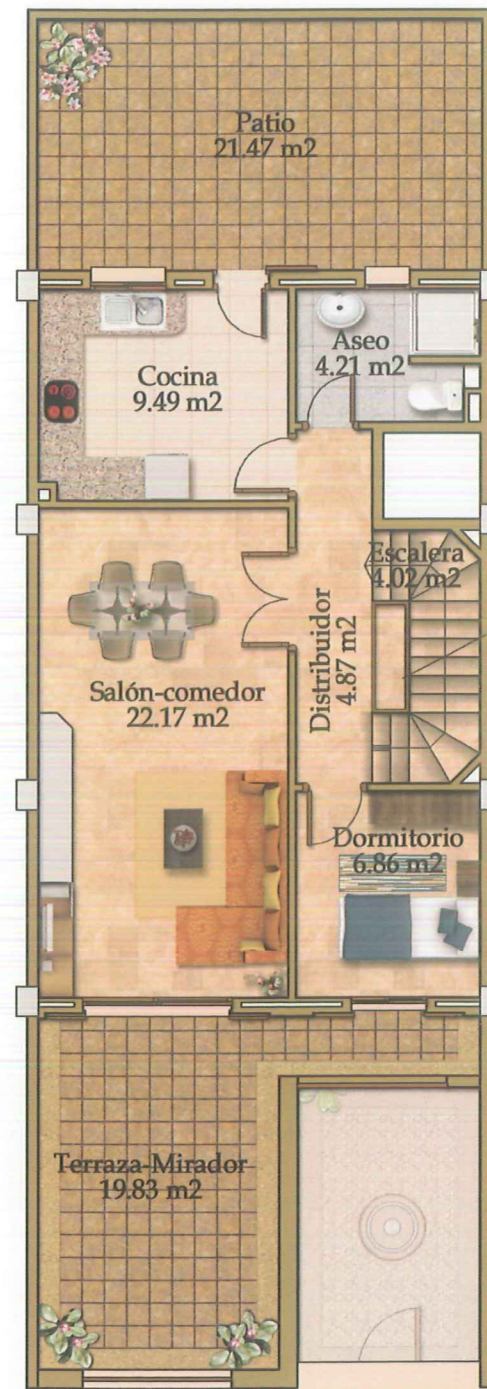 Patio
21.47 m2
Aseo
4.21 m2
Cocina
9.49 m2
Escalera
4.02 m2
Distribuidor
4.87 m2
Salón-comedor
22.17 m2
Dormitorio
6.86 m2
Terraza-Mirador
19.83 m2